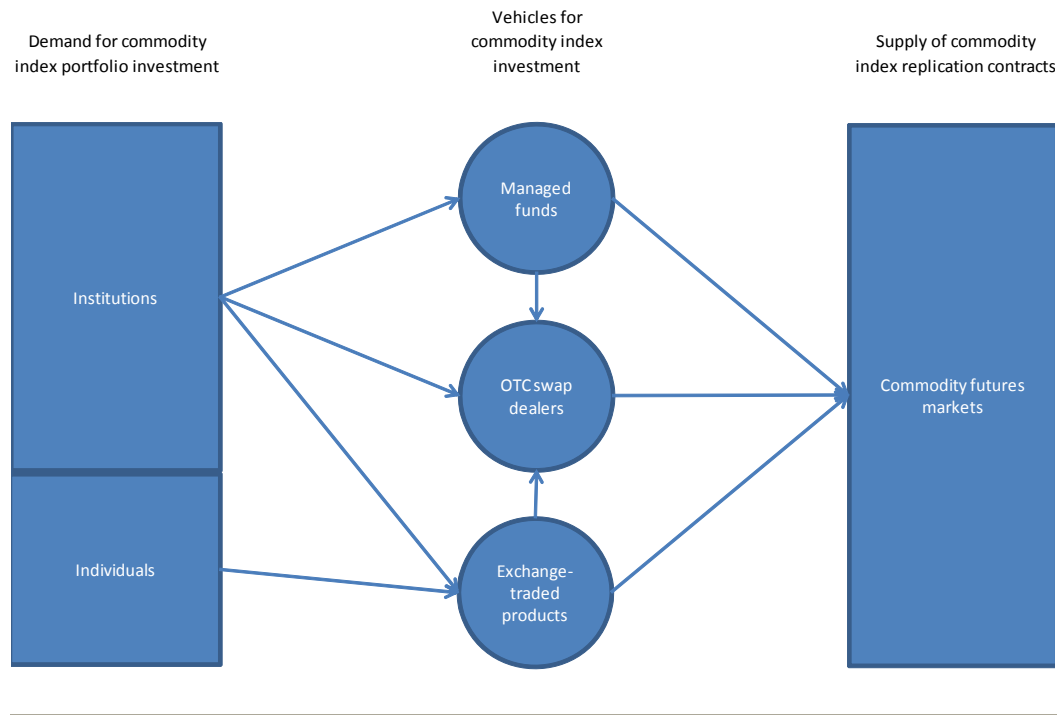 Demand for commodity
index portfolio investment
Vehicles for
commodity index
investment
Supply of commodity
index replication contracts
Institutions
Individuals
Managed
funds
OTC swap
dealers
Exchange-
traded
products
Commodity futures
markets